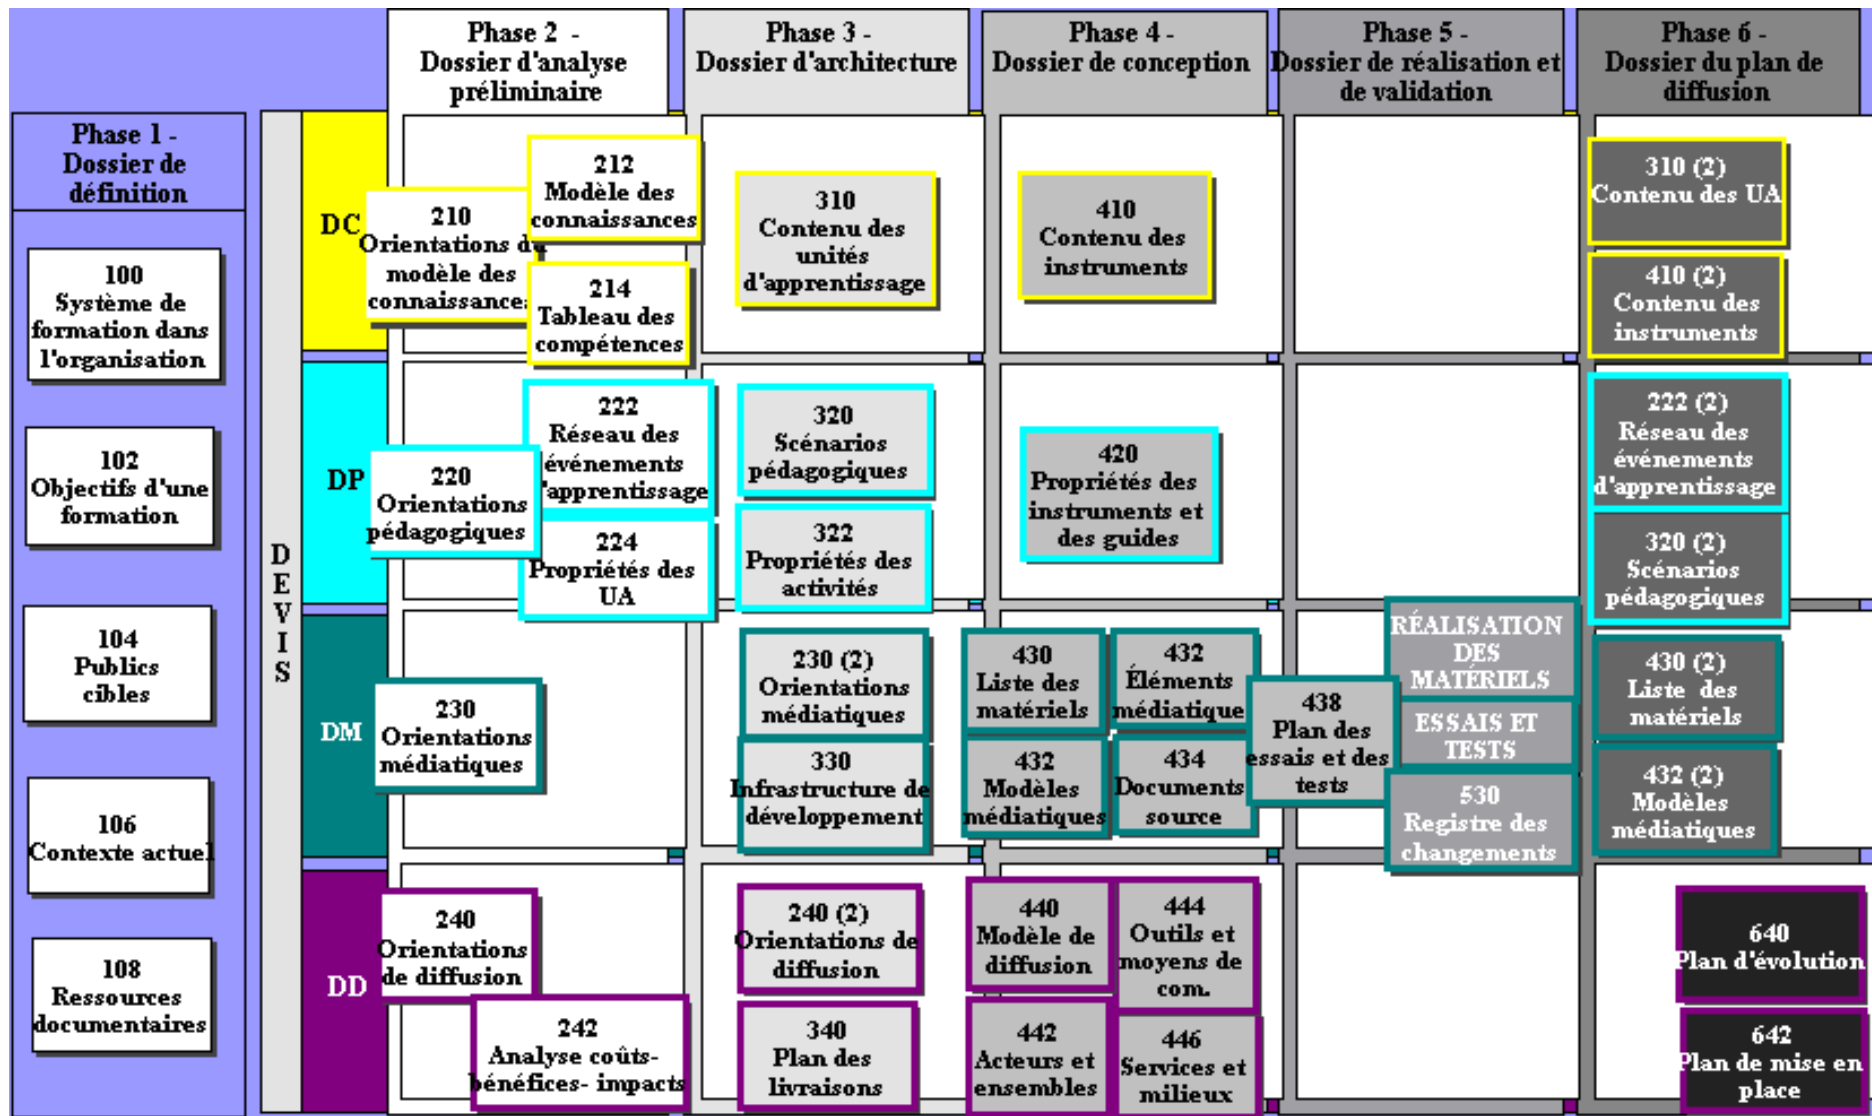 Phase 1 -
Dossier de
définition
100
Système de
formation dans
l'organisation
102
Objectifs d'une
formation
104
Publics
cibles
106
Contexte actuel
108
Ressources
documentaires
D
E
V
I
S
DC
DP
DM
DD
Phase 2 -
Dossier d'analyse
préliminaire
210
Orientations du
modèle des
connaissances
212
Modèle des
connaissances
214
Tableau des
compétences
220
Orientations
pédagogiques
222
Réseau des
événements
'apprentissage
224
Propriétés des
UA
230
Orientations
médiatiques
240
Orientations
de diffusion
242
Analyse coûts-
bénéfices- impacts
Phase 3 -
Dossier d'architecture
310
Contenu des
unités
d'apprentissage
320
Scénarios
pédagogiques
322
Propriétés des
activités
230 (2)
Orientations
médiatiques
330
Infrastructure de
développement
240 (2)
Orientations de
diffusion
340
Plan des
livraisons
Phase 4 -
Dossier de conception
410
Contenu des
instruments
420
Propriétés des
instruments et
des guides
430
Liste des
matériels
432
Éléments
médiatique
432
Modèles
médiatiques
434
Documents
source
438
Plan des
essais et des
tests
440
Modèle de
diffusion
444
Outils et
moyens de
com.
442
Acteurs et
ensembles
446
Services et
milieux
Phase 5 -
Dossier de réalisation et
de validation
RÉALISATION
DES
MATÉRIELS
ESSAIS ET
TESTS
530
Registre des
changements
Phase 6 -
Dossier du plan de
diffusion
310 (2)
Contenu des UA
410 (2)
Contenu des
instruments
222 (2)
Réseau des
événements
d'apprentissage
320 (2)
Scénarios
pédagogiques
430 (2)
Liste des
matériels
432 (2)
Modèles
médiatiques
640
Plan d'évolution
642
Plan de mise en
place